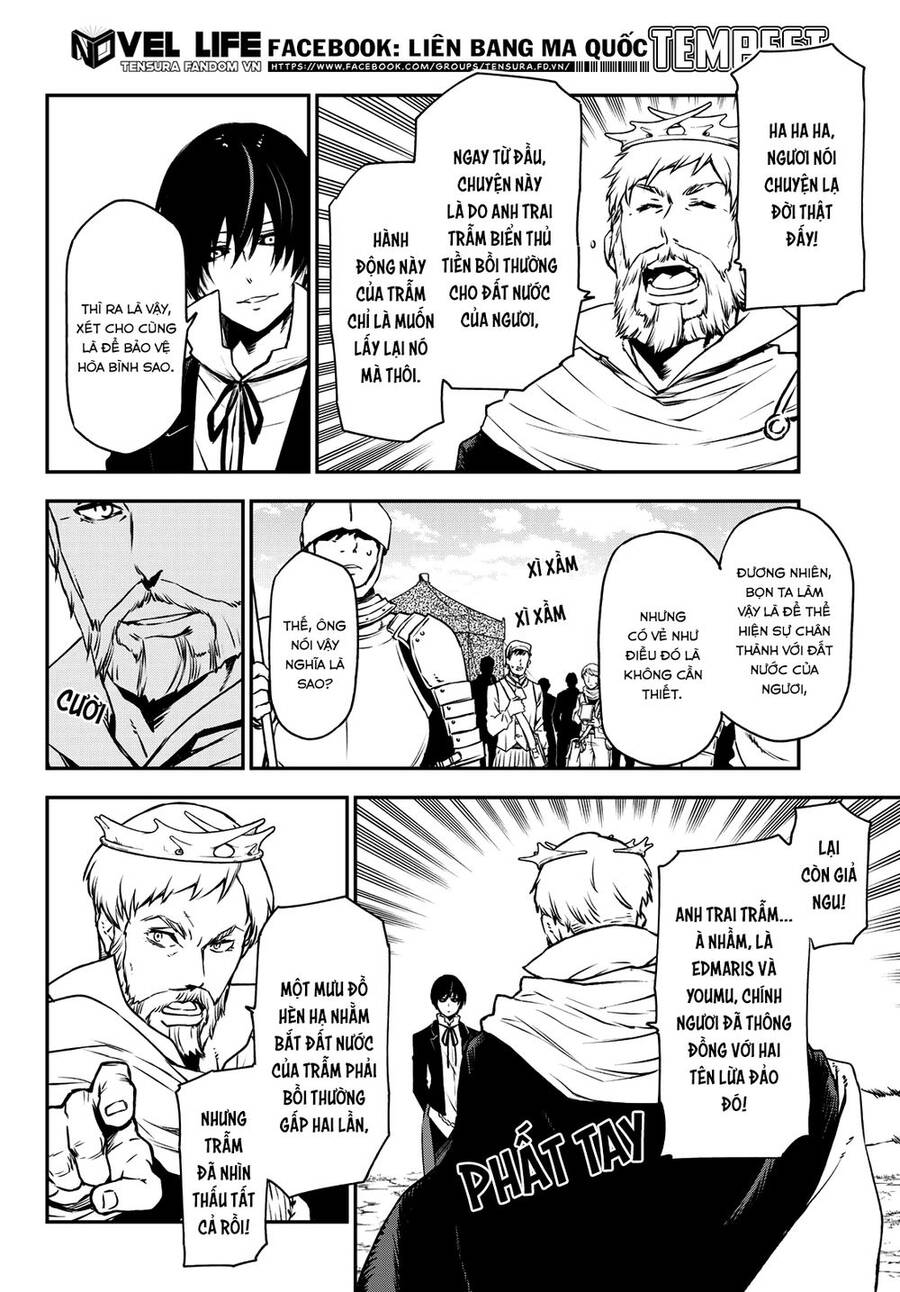 NOVEL LIFE
TENSURA FANDOM VN
FACEBOOK: LIÊN BANG MA QUỐC
HTTPS://WWW.FACEBOOK.COM/GROUPS/TENSURA.FD.VN/
TEMPEST
HA HA HA,
NGƯƠI NÓI
CHUYỆN LẠ
ĐỜI THẬT
ĐẤY!
NGAY TỪ ĐẦU,
CHUYỆN NÀY
LÀ DO ANH TRAI
TRẪM BIỂN THỦ
TIỀN BỒI THƯỜNG
CHO ĐẤT NƯỚC
CỦA NGƯƠI,
HÀNH
ĐỘNG NÀY
CỦA TRẪM
CHỈ LÀ MUỐN
LẤY LẠI NÓ
MÀ THÔI.
THÌ RA LÀ VẬY,
XÉT CHO CÙNG
LÀ ĐỂ BẢO VỆ
HÒA BÌNH SAO.
ĐƯƠNG NHIÊN,
BỌN TA LÀM
VẬY LÀ ĐỂ THỂ
HIỆN SỰ CHÂN
THÀNH VỚI ĐẤT
NƯỚC CỦA
NGƯƠI,
NHƯNG
CÓ VẺ NHƯ
ĐIỀU ĐÓ LÀ
KHÔNG CẦN
THIẾT.
XÌ XẦM
XÌ XẦM
THẾ, ÔNG
NÓI VẬY
NGHĨA LÀ
SAO?
CƯỜI
LẠI
CÒN GIẢ
NGU!
ANH TRAI TRẪM...
À NHẦM, LÀ
EDMARIS VÀ
YOUMU, CHÍNH
NGƯƠI ĐÃ THÔNG
ĐỒNG VỚI HAI
TÊN LỪA ĐẢO
ĐÓ!
PHẤT TAY
MỘT MƯU ĐỒ
HÈN HẠ NHẰM
BẮT ĐẤT NƯỚC
CỦA TRẪM PHẢI
BỒI THƯỜNG
GẤP HAI LẦN,
NHƯNG
TRẪM
ĐÃ NHÌN
THẤU TẤT
CẢ RỒI!